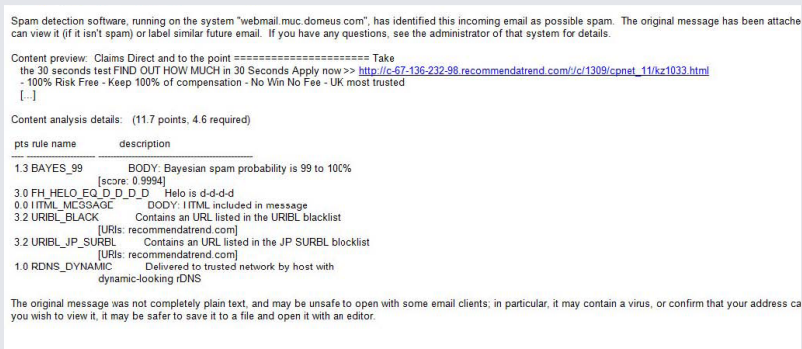 Spam detection software, running on the system "webmail.muc.domeus.com", has identified this incoming email as possible spam. The original message has been attache
can view it (if it isn't spam) or label similar future email. If you have any questions, see the administrator of that system for details.
Content preview: Claims Direct and to the point ====================== Take
the 30 seconds test FIND OUT HOW MUCH in 30 Seconds Apply now >> http://c-67-136-232-98.recommendatrend.com/:/c/1309/cpnet_11/kz1033.html
- 100% Risk Free - Keep 100% of compensation - No Win No Fee - UK most trusted
[...]
Content analysis details: (11.7 points, 4.6 required)
pts rule name description
---- ---------------------- --------------------------------------------------
1.3 BAYES_99 BODY: Bayesian spam probability is 99 to 100%
[score: 0.9994]
3.0 FH_HELO_EQ_D_D_D_D Helo is d-d-d-d
0.0 HTML_MESSAGE BODY: HTML included in message
3.2 URIBL_BLACK Contains an URL listed in the URIBL blacklist
[URIs: recommendatrend.com]
3.2 URIBL_JP_SURBL Contains an URL listed in the JP SURBL blocklist
[URIs: recommendatrend.com]
1.0 RDNS_DYNAMIC Delivered to trusted network by host with
dynamic-looking rDNS
The original message was not completely plain text, and may be unsafe to open with some email clients; in particular, it may contain a virus, or confirm that your address ca
you wish to view it, it may be safer to save it to a file and open it with an editor.